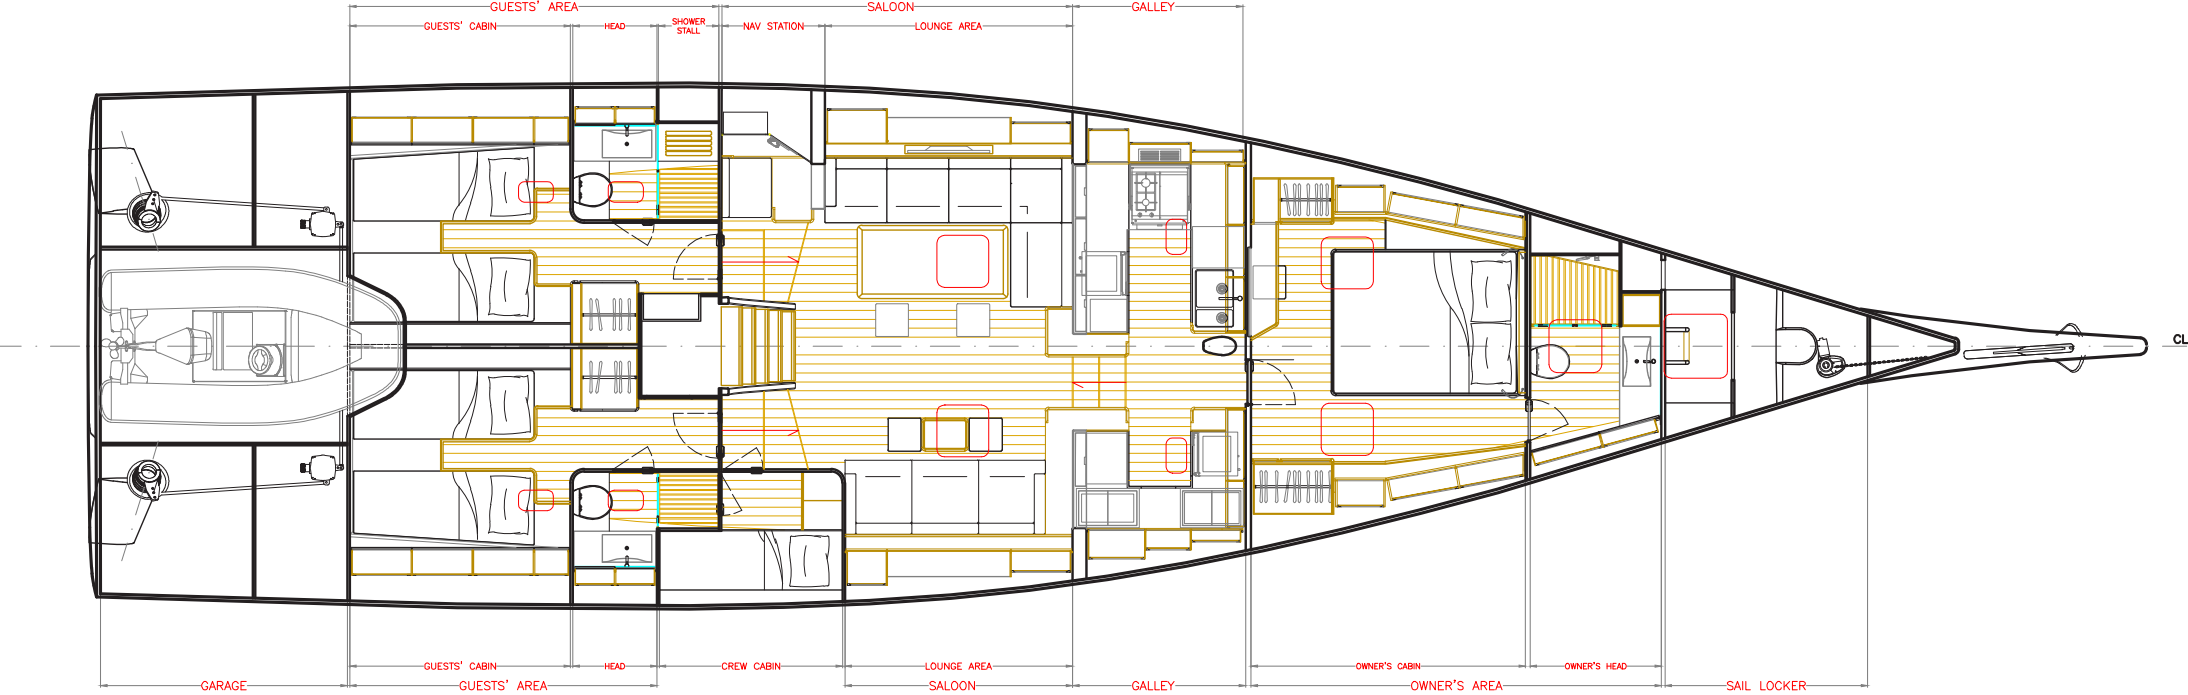 GUESTS' AREA
SALOON
GALLEY
GUESTS' CABIN
HEAD
SHOWER
STALL
NAV STATION
LOUNGE AREA
CL
GUESTS' CABIN
HEAD
CREW CABIN
LOUNGE AREA
OWNER'S CABIN
OWNER'S HEAD
GARAGE
GUESTS' AREA
SALOON
GALLEY
OWNER'S AREA
SAIL LOCKER